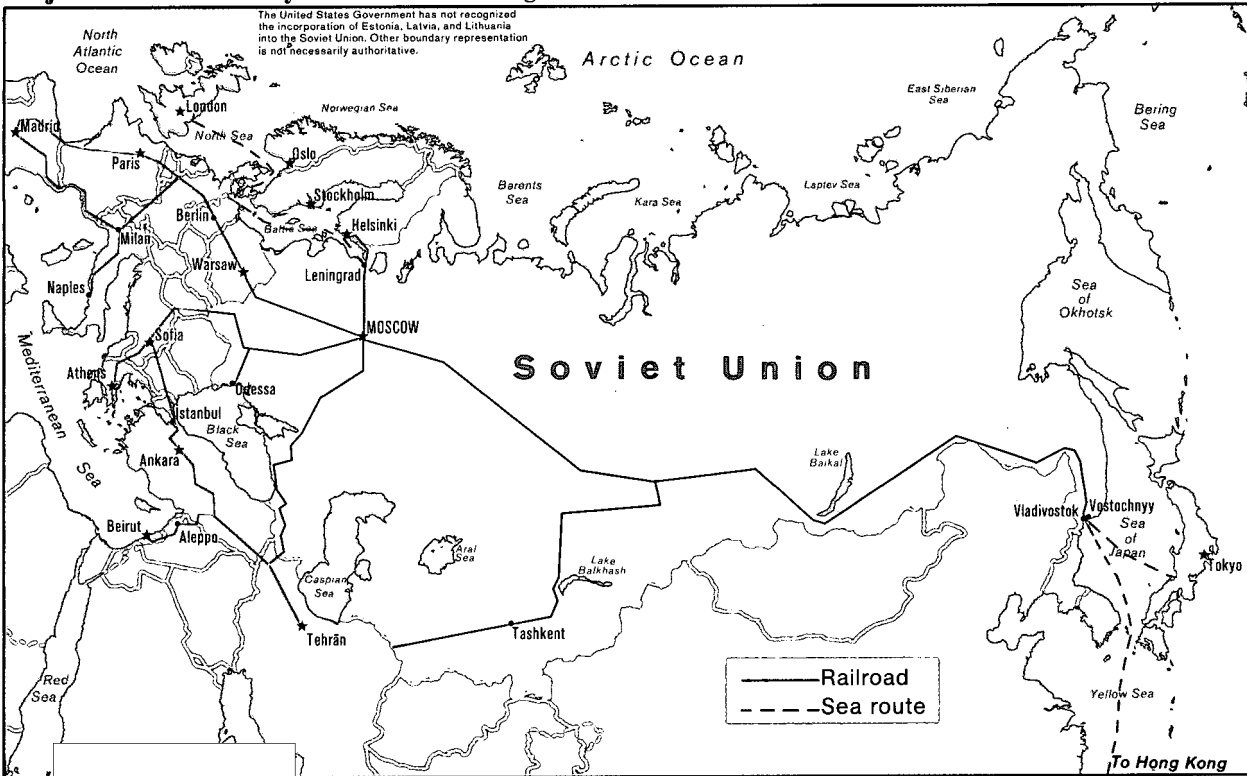 The United States Government has not recognized
the incorporation of Estonia, Latvia, and Lithuania
into the Soviet Union. Other boundary representation
is not necessarily authoritative.
North
Atlantic
Ocean
Arctic Ocean
East Siberian
Sea
Bering
Sea
London
Norwegian Sea
Madrid
North Sea
Paris
Oslo
Barents
Sea
Laptev Sea
Kara Sea
Stockholm
Berlin
Baltic Sea
Helsinki
Milan
Warsaw
Leningrad
Naples
Sea
of
Okhotsk
MOSCOW
Sofia
Soviet Union
Mediterranean
Sea
Athens
Odessa
Istanbul
Black
Sea
Ankara
Lake
Baikal
Vladivostok
Vostochnyy
Beirut
Aleppo
Sea
of
Japan
Aral
Sea
Tokyo
Lake
Balkhash
Caspian
Sea
Tehrān
Tashkent
Red
Sea
Railroad
Sea route
Yellow Sea
To Hong Kong